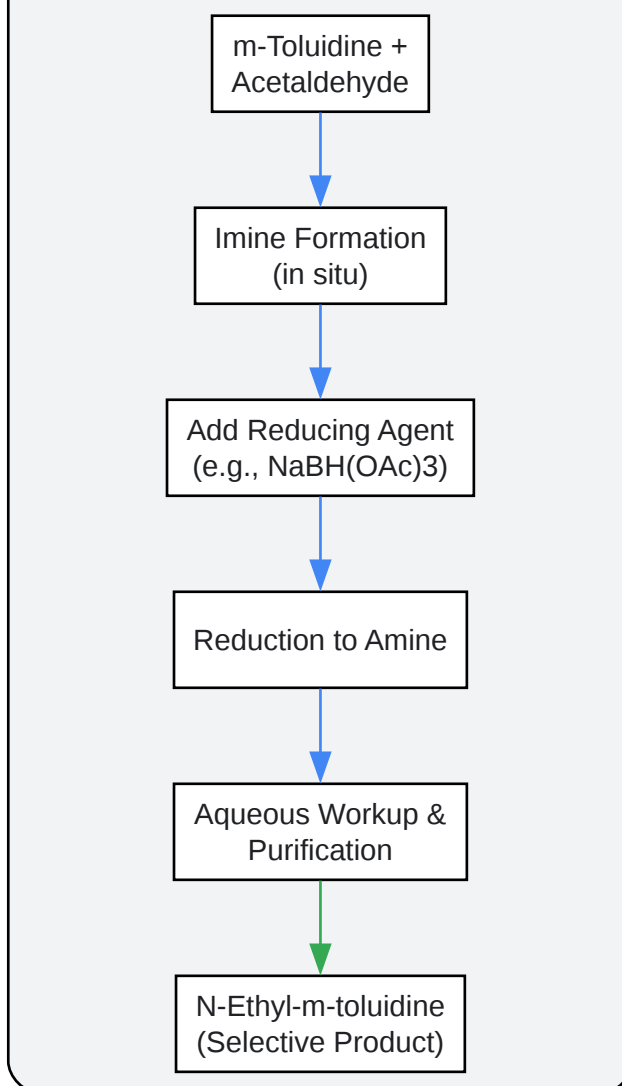 m-Toluidine +
Acetaldehyde
Imine Formation
(in situ)
Add Reducing Agent
(e.g., NaBH(OAc)3)
Reduction to Amine
Aqueous Workup &
Purification
N-Ethyl-m-toluidine
(Selective Product)